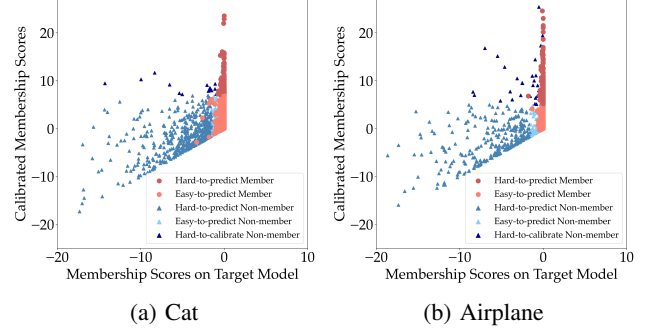 20
10
0
−10
−20
Calibrated Membership Scores
Hard-to-predict Member
Easy-to-predict Member
Hard-to-predict Non-member
Easy-to-predict Non-member
Hard-to-calibrate Non-member
−20 −10 0 10
Membership Scores on Target Model
(a) Cat
20
10
0
−10
−20
Calibrated Membership Scores
Hard-to-predict Member
Easy-to-predict Member
Hard-to-predict Non-member
Easy-to-predict Non-member
Hard-to-calibrate Non-member
−20 −10 0 10
Membership Scores on Target Model
(b) Airplane